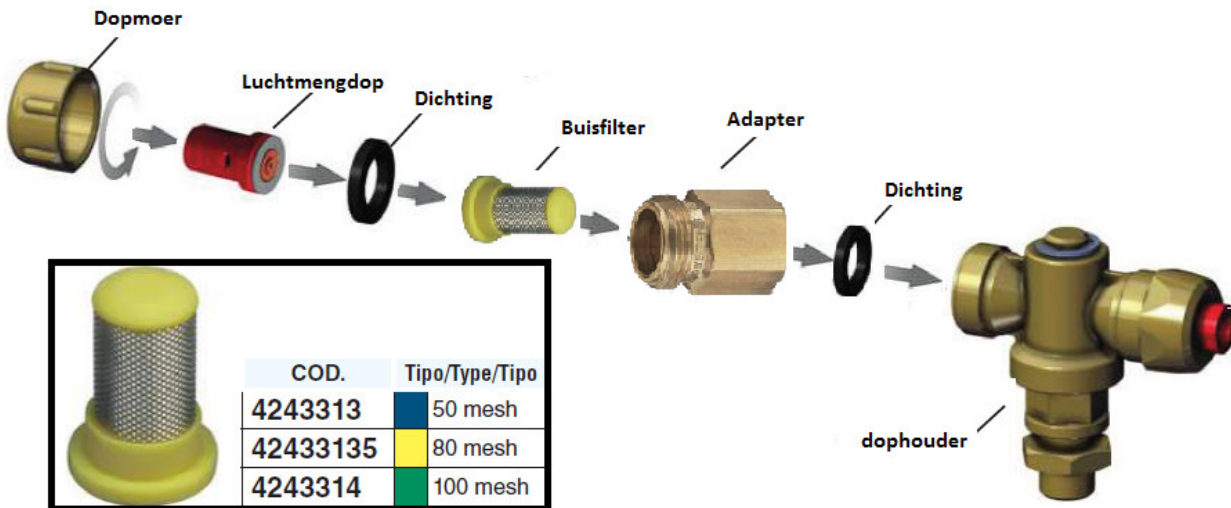 Dopmoer
Luchtmengdop
Dichting
Buisfilter
Adapter
Dichting
dophouder
COD. Tipo/Type/Tipo
4243313 50 mesh
42433135 80 mesh
4243314 100 mesh